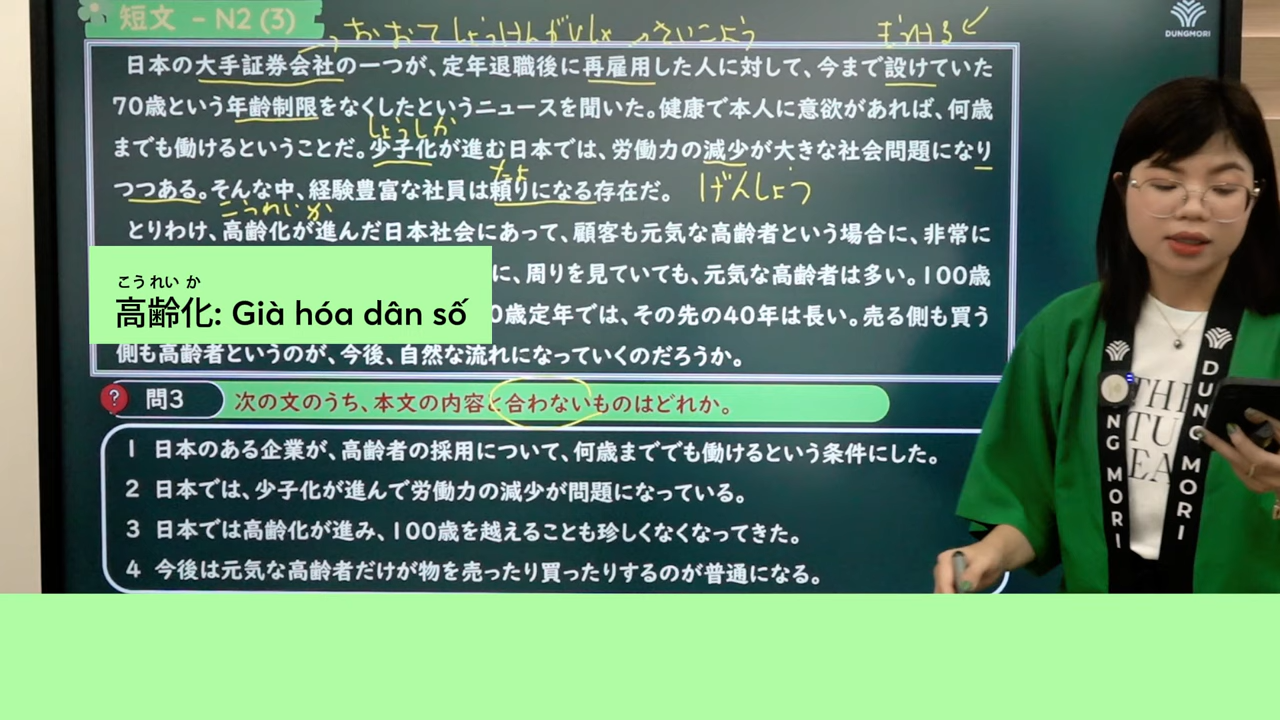 短文 - N2 (3)
おおてしょうけんがいしゃ さいこよう もうける
日本の大手証券会社の一つが、定年退職後に再雇用した人に対して、今まで設けていた
70歳という年齢制限をなくしたというニュースを聞いた。健康で本人に意欲があれば、何歳
しょうしか
までも働けるということだ。少子化が進む日本では、労働力の減少が大きな社会問題になり
たよ
つつある。そんな中、経験豊富な社員は頼りになる存在だ。 げんしょう
こうれいか
とりわけ、高齢化が進んだ日本社会にあって、顧客も元気な高齢者という場合に、非常に
に、周りを見ていても、元気な高齢者は多い。100歳
こうれいか
高齢化: Già hóa dân số
0歳定年では、その先の40年は長い。売る側も買う
側も高齢者というのが、今後、自然な流れになっていくのだろうか。
? 問3 次の文のうち、本文の内容と合わないものはどれか。
1 日本のある企業が、高齢者の採用について、何歳まででも働けるという条件にした。
2 日本では、少子化が進んで労働力の減少が問題になっている。
3 日本では高齢化が進み、100歳を越えることも珍しくなくなってきた。
4 今後は元気な高齢者だけが物を売ったり買ったりするのが普通になる。
DUNGMORI
DUNG MORI
NG MORI